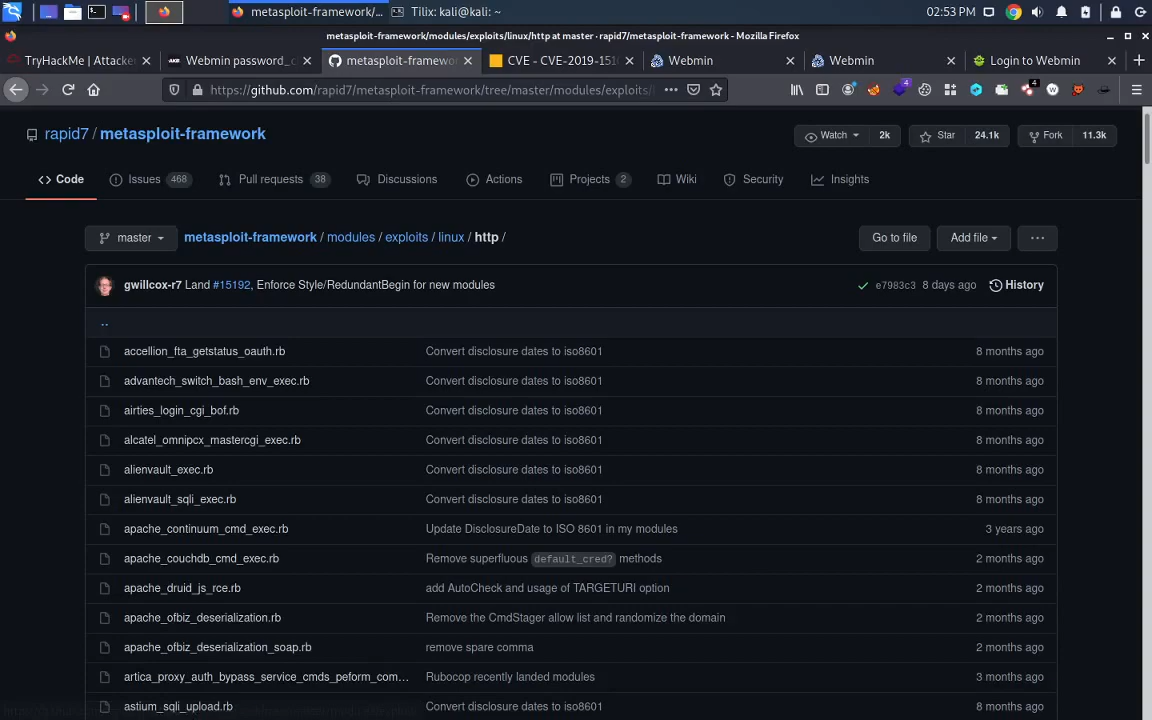 metasploit-framework/...
Tilix: kali@kali: ~
02:53 PM
metasploit-framework/modules/exploits/linux/http at master · rapid7/metasploit-framework - Mozilla Firefox
TryHackMe | Attacke
Webmin password_c
metasploit-framewo
CVE - CVE-2019-151
Webmin
Webmin
Login to Webmin
https://github.com/rapid7/metasploit-framework/tree/master/modules/exploits/l
4
4
rapid7 / metasploit-framework
Watch 2k
Star 24.1k
Fork 11.3k
Code
Issues 468
Pull requests 38
Discussions
Actions
Projects 2
Wiki
Security
Insights
master
metasploit-framework / modules / exploits / linux / http /
Go to file
Add file
gwillcox-r7 Land #15192, Enforce Style/RedundantBegin for new modules
e7983c3 8 days ago
History
..
accellion_fta_getstatus_oauth.rb Convert disclosure dates to iso8601 8 months ago
advantech_switch_bash_env_exec.rb Convert disclosure dates to iso8601 8 months ago
airties_login_cgi_bof.rb Convert disclosure dates to iso8601 8 months ago
alcatel_omnipcx_mastercgi_exec.rb Convert disclosure dates to iso8601 8 months ago
alienvault_exec.rb Convert disclosure dates to iso8601 8 months ago
alienvault_sqli_exec.rb Convert disclosure dates to iso8601 8 months ago
apache_continuum_cmd_exec.rb Update DisclosureDate to ISO 8601 in my modules 3 years ago
apache_couchdb_cmd_exec.rb Remove superfluous default_cred? methods 2 months ago
apache_druid_js_rce.rb add AutoCheck and usage of TARGETURI option 2 months ago
apache_ofbiz_deserialization.rb Remove the CmdStager allow list and randomize the domain 2 months ago
apache_ofbiz_deserialization_soap.rb remove spare comma 2 months ago
artica_proxy_auth_bypass_service_cmds_peform_com... Rubocop recently landed modules 3 months ago
astium_sqli_upload.rb Convert disclosure dates to iso8601 8 months ago